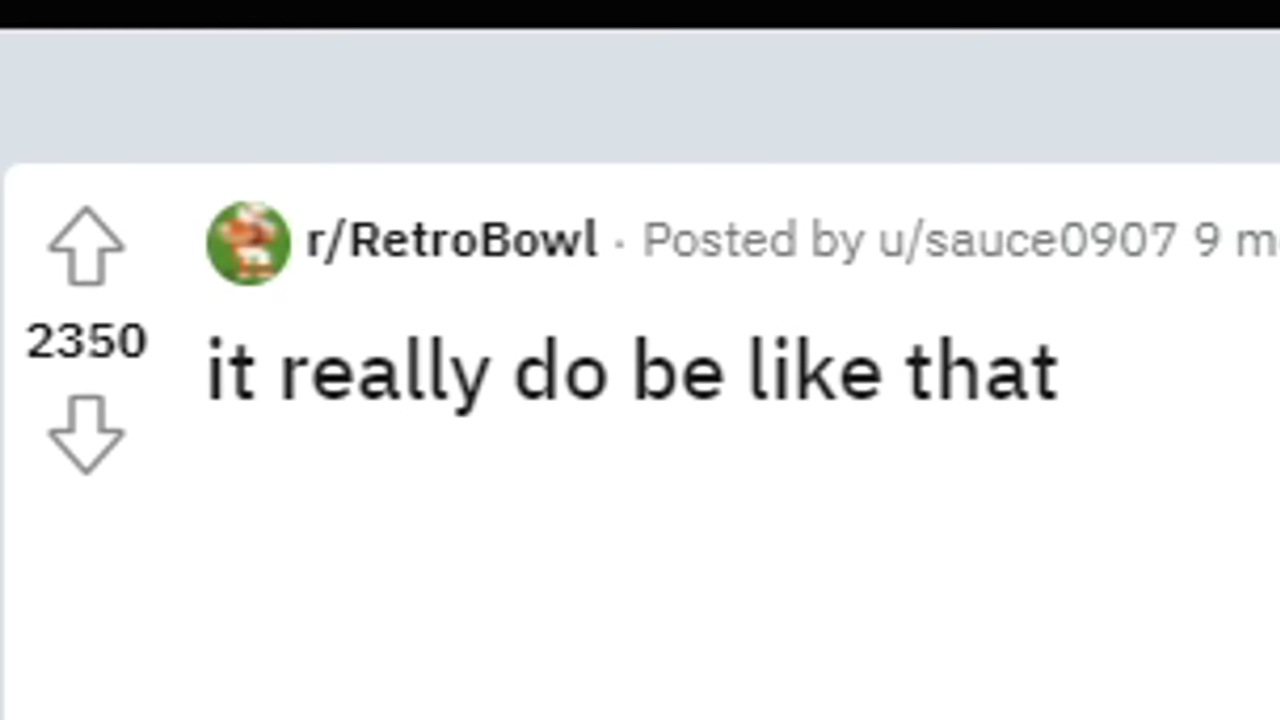 r/RetroBowl · Posted by u/sauce0907 9 m
2350
it really do be like that